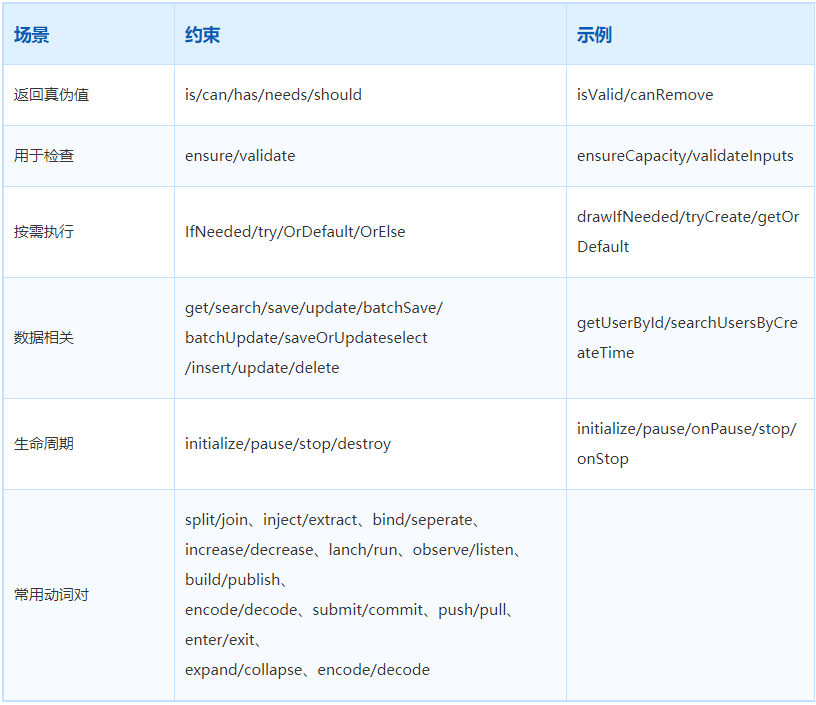 场景 约束 示例
返回真伪值 is/can/has/needs/should isValid/canRemove
用于检查 ensure/validate ensureCapacity/validateInputs
按需执行 IfNeeded/try/OrDefault/OrElse drawIfNeeded/tryCreate/getOr
Default
数据相关 get/search/save/update/batchSave/
batchUpdate/saveOrUpdateselect
/insert/update/delete
getUserById/searchUsersByCre
ateTime
生命周期 initialize/pause/stop/destroy initialize/pause/onPause/stop/
onStop
常用动词对 split/join、inject/extract、bind/seperate、
increase/decrease、lanch/run、observe/listen、
build/publish、
encode/decode、submit/commit、push/pull、
enter/exit、
expand/collapse、encode/decode